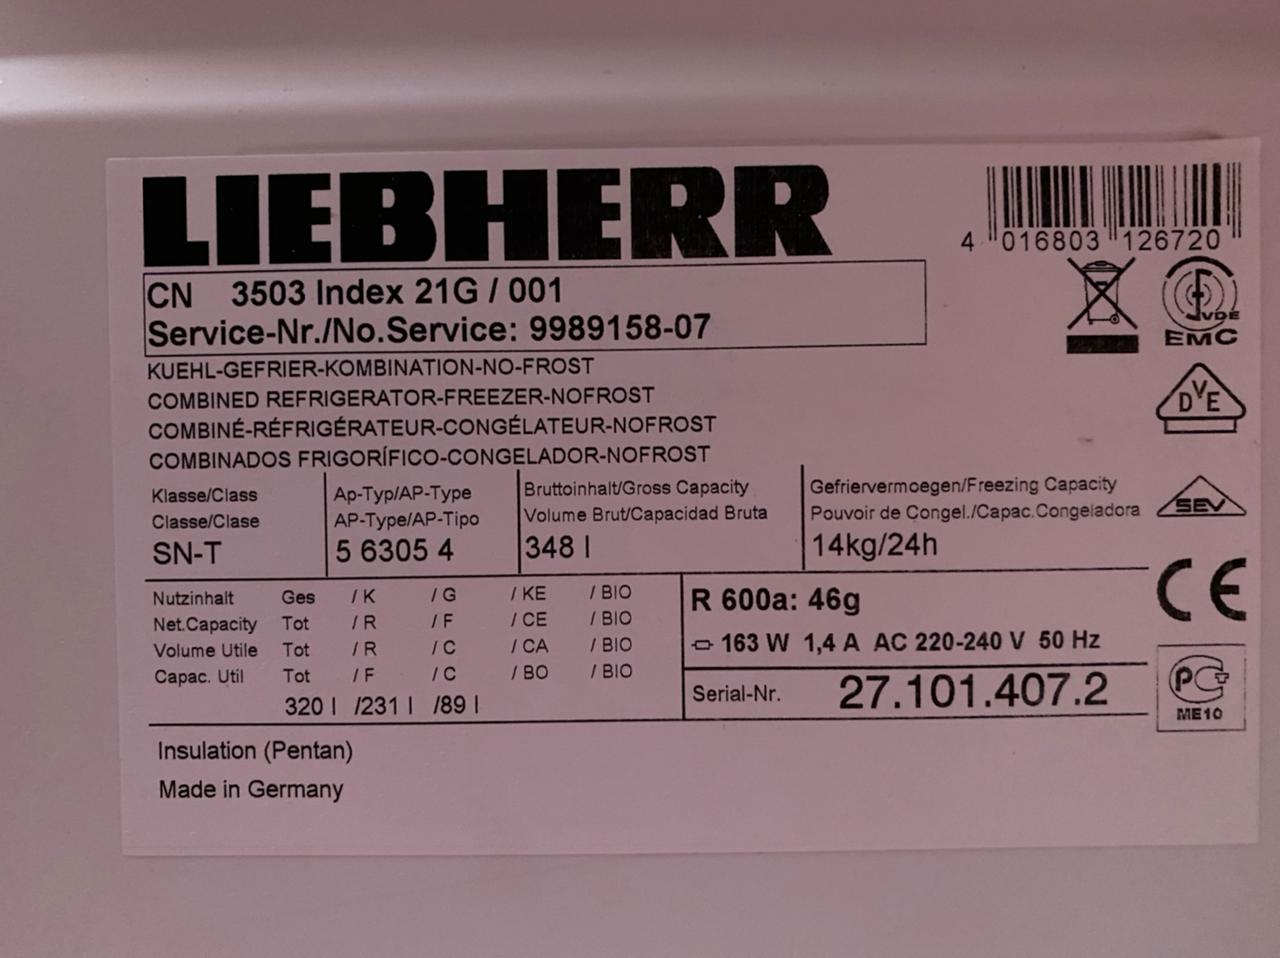 LIEBHERR
4 016803 126720
CN 3503 Index 21G / 001
Service-Nr./No.Service: 9989158-07
VDE
EMC
KUEHL-GEFRIER-KOMBINATION-NO-FROST
COMBINED REFRIGERATOR-FREEZER-NOFROST
COMBINÉ-RÉFRIGÉRATEUR-CONGÉLATEUR-NOFROST
COMBINADOS FRIGORÍFICO-CONGELADOR-NOFROST
DVE
Klasse/Class
Classe/Clase
SN-T
Ap-Typ/AP-Type
AP-Type/AP-Tipo
5 6305 4
Bruttoinhalt/Gross Capacity
Volume Brut/Capacidad Bruta
348 l
Gefriervermoegen/Freezing Capacity
Pouvoir de Congel./Capac.Congeladora
14kg/24h
SEV
Nutzinhalt Ges / K / G / KE / BIO
Net.Capacity Tot / R / F / CE / BIO
Volume Utile Tot / R / C / CA / BIO
Capac. Util Tot / F / C / BO / BIO
320 l /231 l /89 l
R 600a: 46g
163 W 1,4 A AC 220-240 V 50 Hz
Serial-Nr. 27.101.407.2
CE
PCT
ME10
Insulation (Pentan)
Made in Germany